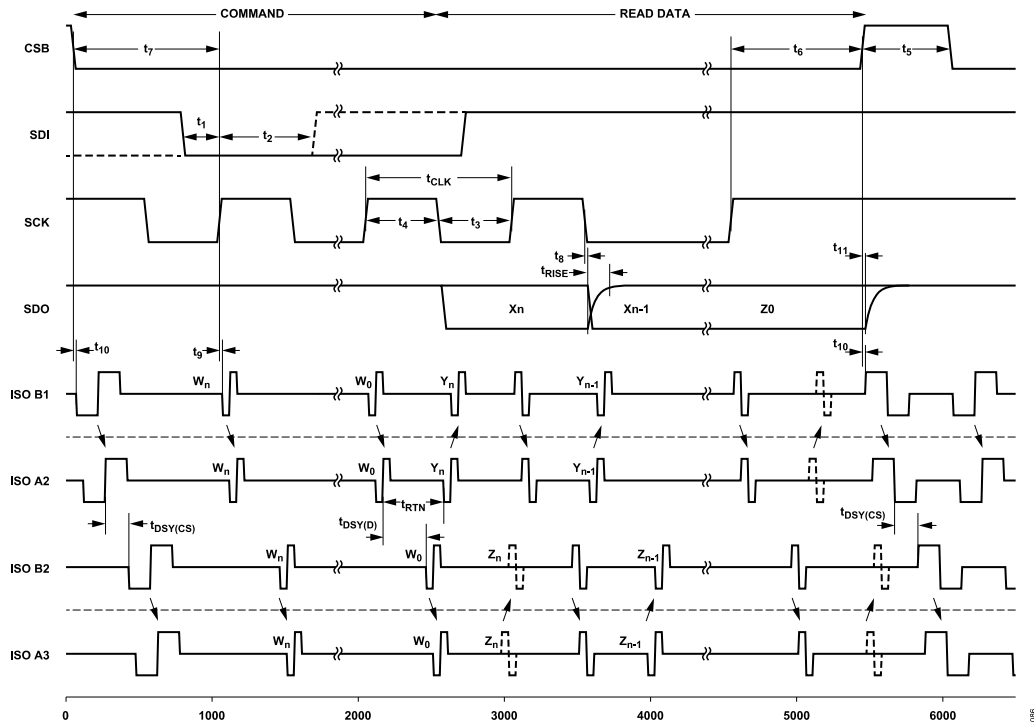 COMMAND READ DATA
CSB t7 t6 t5
SDI t1 t2
tCLK
SCK t4 t3
t8 t11
tRISE
SDO Xn Xn-1 Z0
t10 t9 t10
Wn W0 Yn Yn-1
ISO B1
Wn W0 Yn Yn-1
ISO A2
tRTN
tDSY(CS) tDSY(D) tDSY(CS)
Wn W0 Zn Zn-1
ISO B2
Wn W0 Zn Zn-1
ISO A3
0 1000 2000 3000 4000 5000 6000